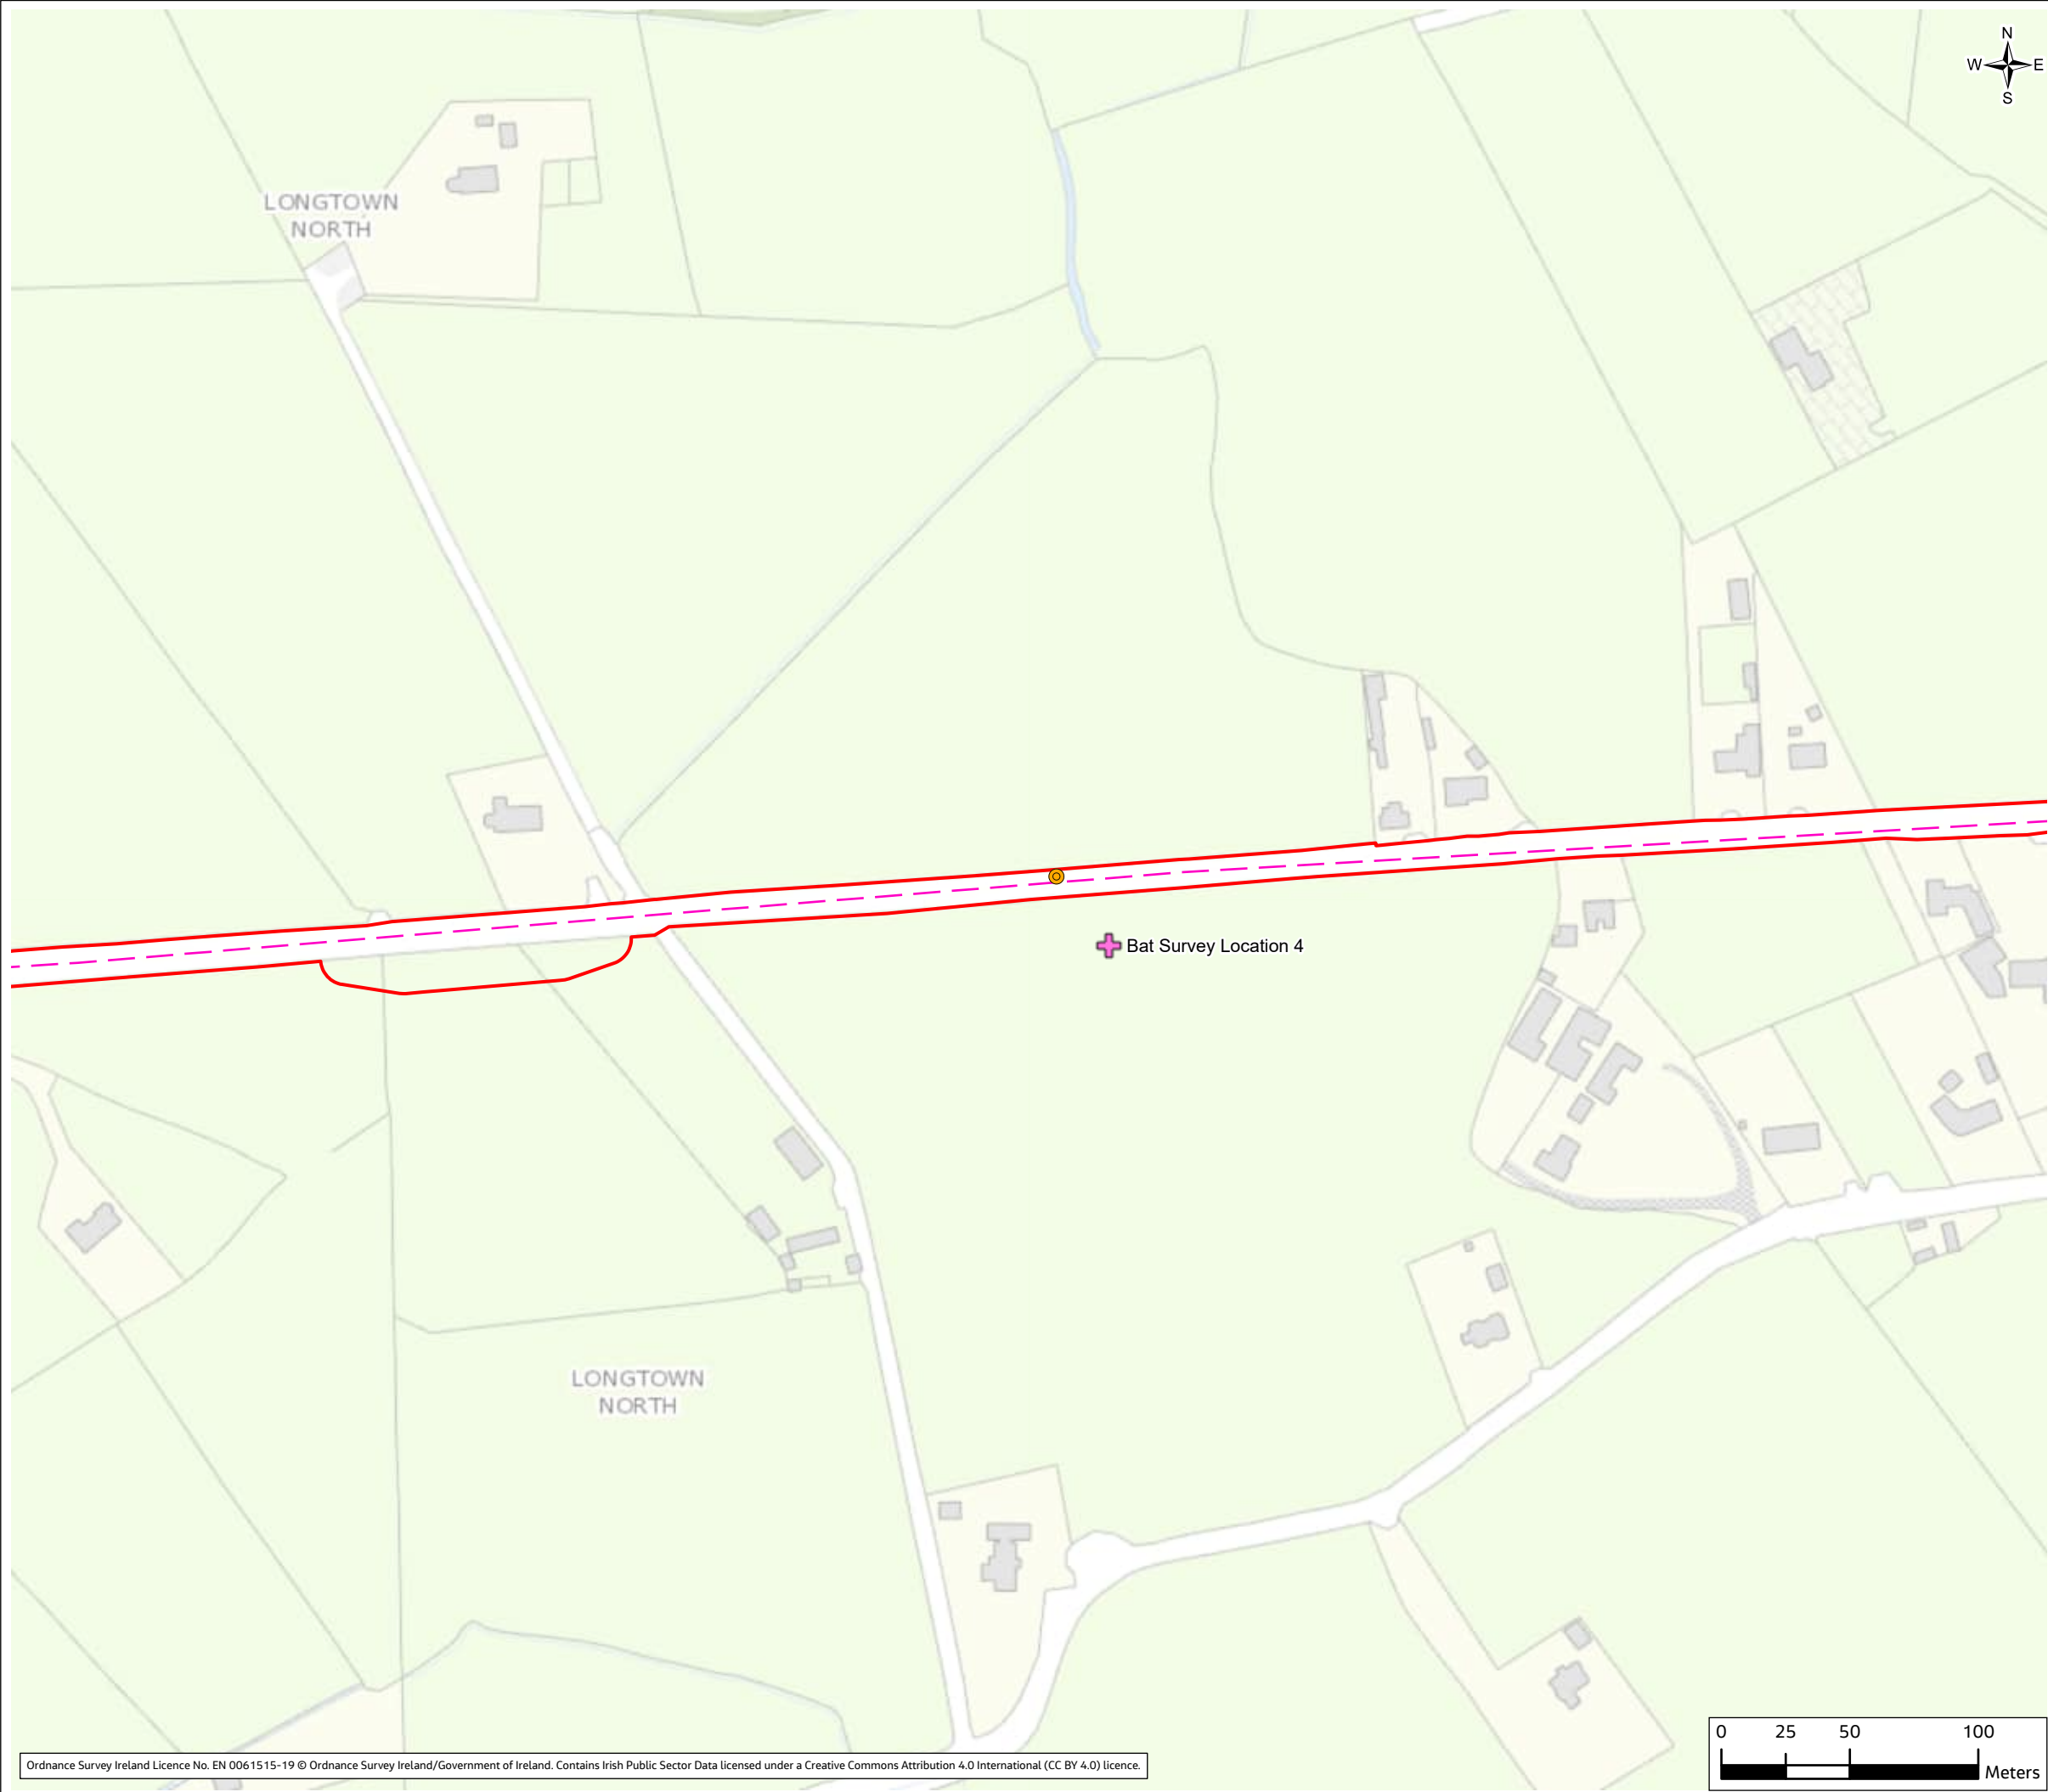 N
W E
S
LONGTOWN
NORTH
Bat Survey Location 4
LONGTOWN
NORTH
0 25 50 100
Meters
Ordnance Survey Ireland Licence No. EN 0061515-19 © Ordnance Survey Ireland/Government of Ireland. Contains Irish Public Sector Data licensed under a Creative Commons Attribution 4.0 International (CC BY 4.0) licence.